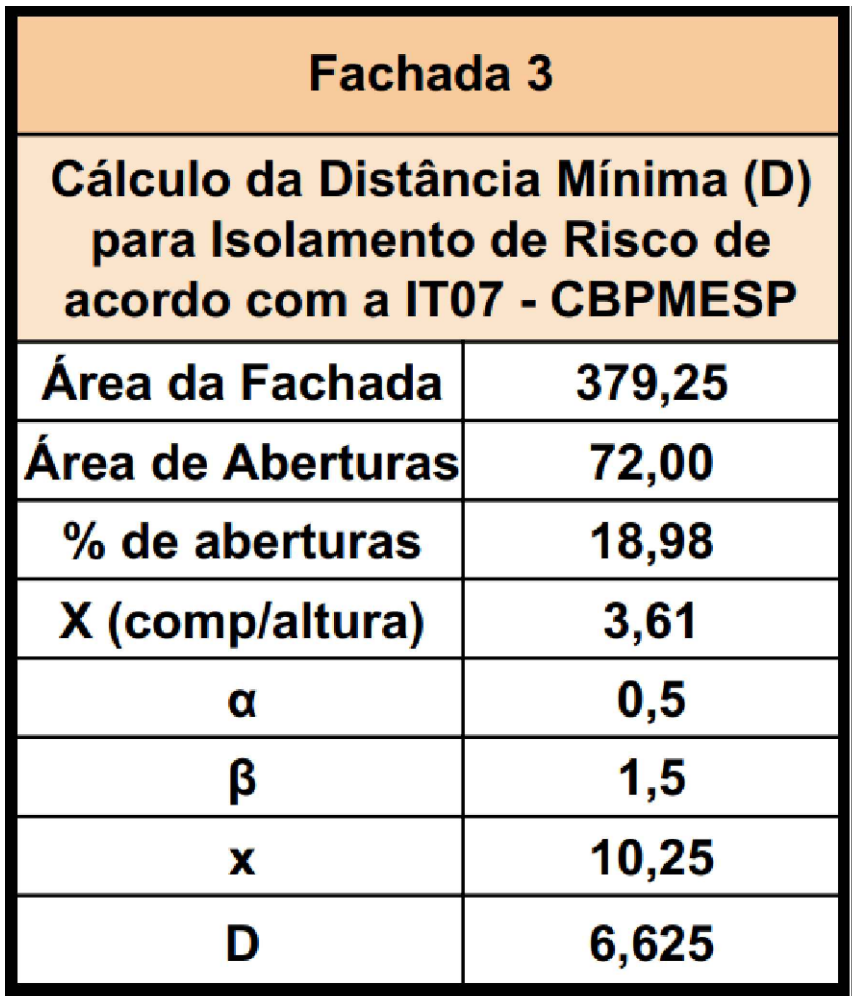 Fachada 3
Cálculo da Distância Mínima (D)
para Isolamento de Risco de
acordo com a IT07 - CBPMESP
Área da Fachada 379,25
Área de Aberturas 72,00
% de aberturas 18,98
X (comp/altura) 3,61
α 0,5
β 1,5
x 10,25
D 6,625